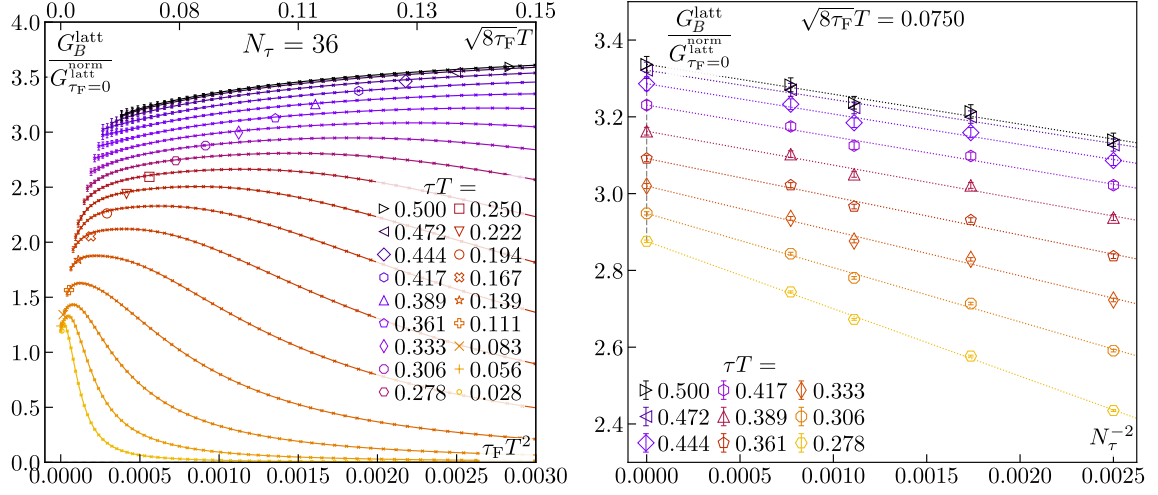 0.0 0.08 0.11 0.13 0.15
4.0
3.5
3.0
2.5
2.0
1.5
1.0
0.5
0.0
G_B^latt / G_{τ_F=0}^{norm latt}
N_τ = 36
√8τ_F T
τT =
0.500 0.250
0.472 0.222
0.444 0.194
0.417 0.167
0.389 0.139
0.361 0.111
0.333 0.083
0.306 0.056
0.278 0.028
τ_F T²
0.0000 0.0005 0.0010 0.0015 0.0020 0.0025 0.0030
G_B^latt / G_{τ_F=0}^{norm latt}
√8τ_F T = 0.0750
3.4
3.2
3.0
2.8
2.6
2.4
τT =
0.500 0.417 0.333
0.472 0.389 0.306
0.444 0.361 0.278
N_τ^{-2}
0.0000 0.0005 0.0010 0.0015 0.0020 0.0025